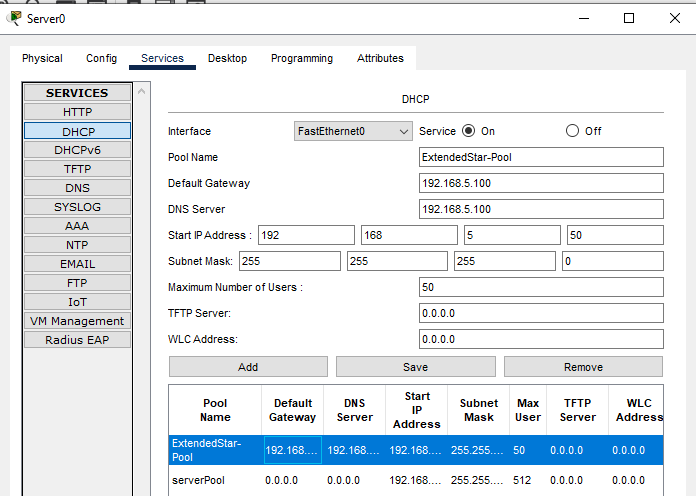 Server0
Physical Config Services Desktop Programming Attributes
SERVICES
HTTP
DHCP
DHCPv6
TFTP
DNS
SYSLOG
AAA
NTP
EMAIL
FTP
IoT
VM Management
Radius EAP
DHCP
Interface FastEthernet0 Service On Off
Pool Name ExtendedStar-Pool
Default Gateway 192.168.5.100
DNS Server 192.168.5.100
Start IP Address : 192 168 5 50
Subnet Mask: 255 255 255 0
Maximum Number of Users : 50
TFTP Server: 0.0.0.0
WLC Address: 0.0.0.0
Add Save Remove
Pool Name Default Gateway DNS Server Start IP Address Subnet Mask Max User TFTP Server WLC Address
ExtendedStar-Pool 192.168.... 192.168.... 192.168.... 255.255.... 50 0.0.0.0 0.0.0.0
serverPool 0.0.0.0 0.0.0.0 192.168.... 255.255.... 512 0.0.0.0 0.0.0.0